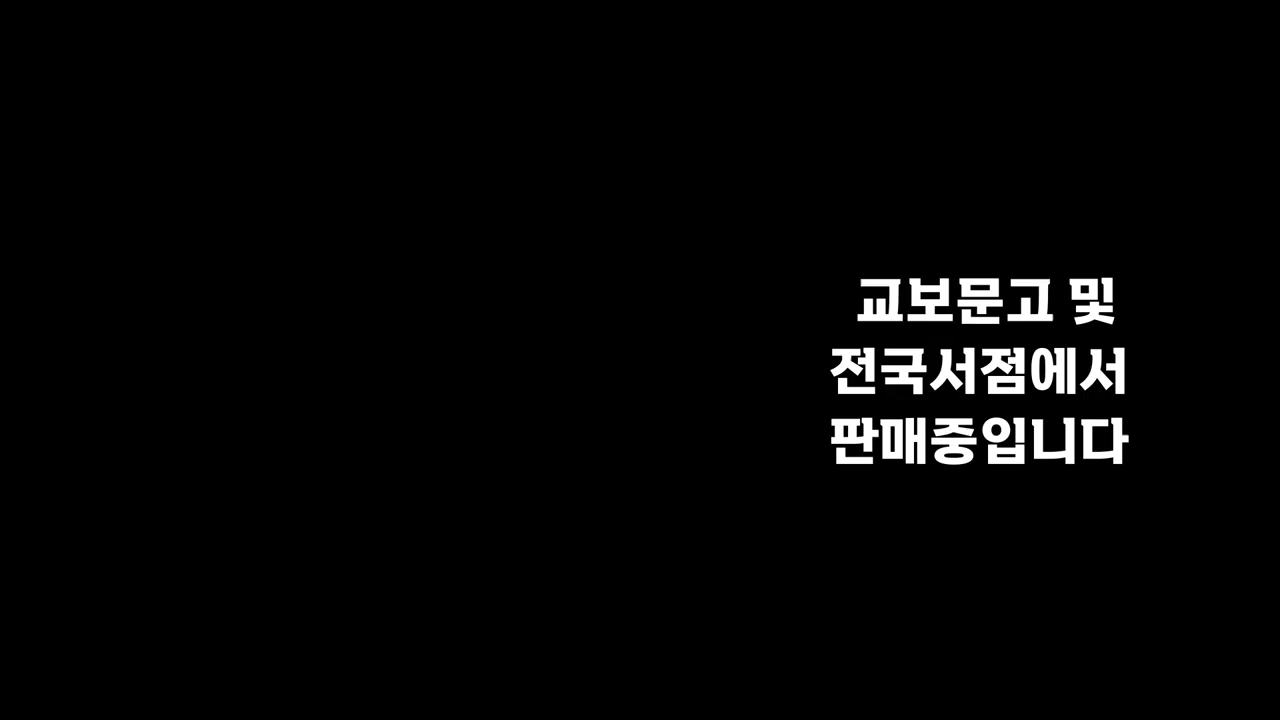 교보문고 및
전국서점에서
판매중입니다